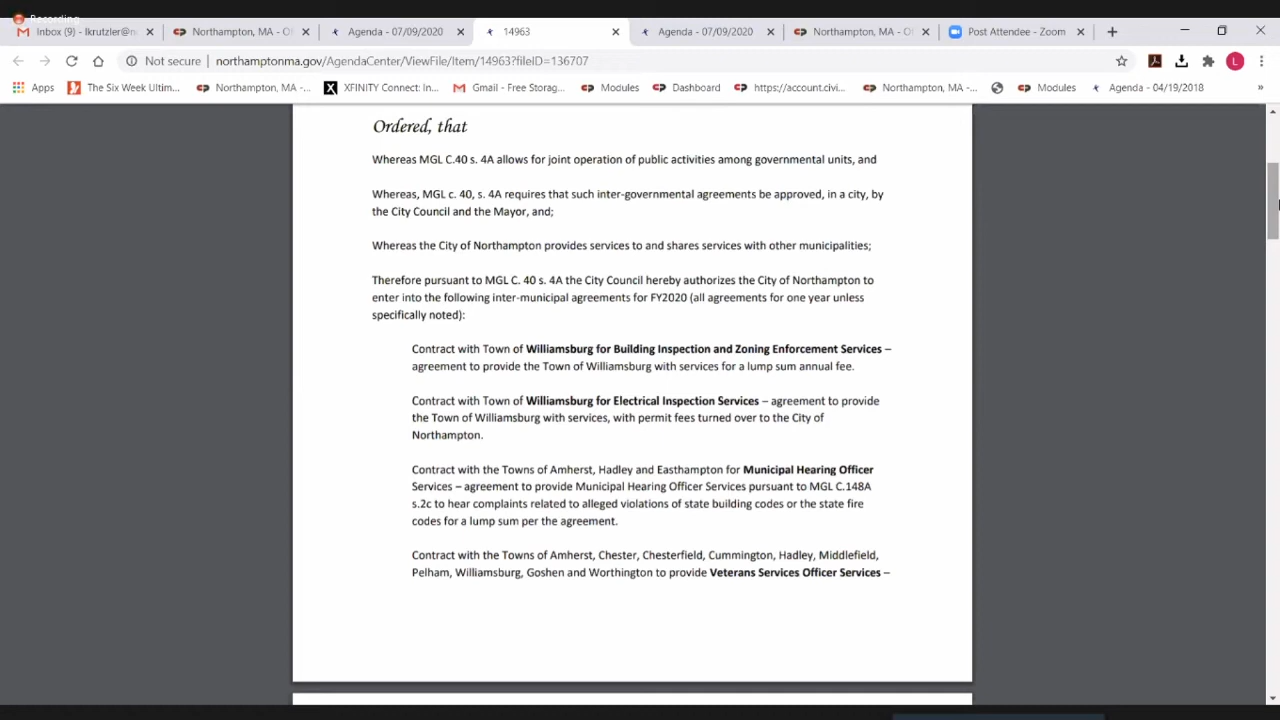 Recording
Inbox (9) - lkrutzler@n
Northampton, MA - O
Agenda - 07/09/2020
14963
Agenda - 07/09/2020
Northampton, MA - Of
Post Attendee - Zoom
Not secure
northamptonma.gov/AgendaCenter/ViewFile/Item/14963?fileID=136707
L
Apps
The Six Week Ultim...
Northampton, MA -...
XFINITY Connect: In...
Gmail - Free Storag...
Modules
Dashboard
https://account.civi...
Northampton, MA -...
Modules
Agenda - 04/19/2018
»
Ordered, that
Whereas MGL C.40 s. 4A allows for joint operation of public activities among governmental units, and
Whereas, MGL c. 40, s. 4A requires that such inter-governmental agreements be approved, in a city, by
the City Council and the Mayor, and;
Whereas the City of Northampton provides services to and shares services with other municipalities;
Therefore pursuant to MGL C. 40 s. 4A the City Council hereby authorizes the City of Northampton to
enter into the following inter-municipal agreements for FY2020 (all agreements for one year unless
specifically noted):
Contract with Town of Williamsburg for Building Inspection and Zoning Enforcement Services –
agreement to provide the Town of Williamsburg with services for a lump sum annual fee.
Contract with Town of Williamsburg for Electrical Inspection Services – agreement to provide
the Town of Williamsburg with services, with permit fees turned over to the City of
Northampton.
Contract with the Towns of Amherst, Hadley and Easthampton for Municipal Hearing Officer
Services – agreement to provide Municipal Hearing Officer Services pursuant to MGL C.148A
s.2c to hear complaints related to alleged violations of state building codes or the state fire
codes for a lump sum per the agreement.
Contract with the Towns of Amherst, Chester, Chesterfield, Cummington, Hadley, Middlefield,
Pelham, Williamsburg, Goshen and Worthington to provide Veterans Services Officer Services –